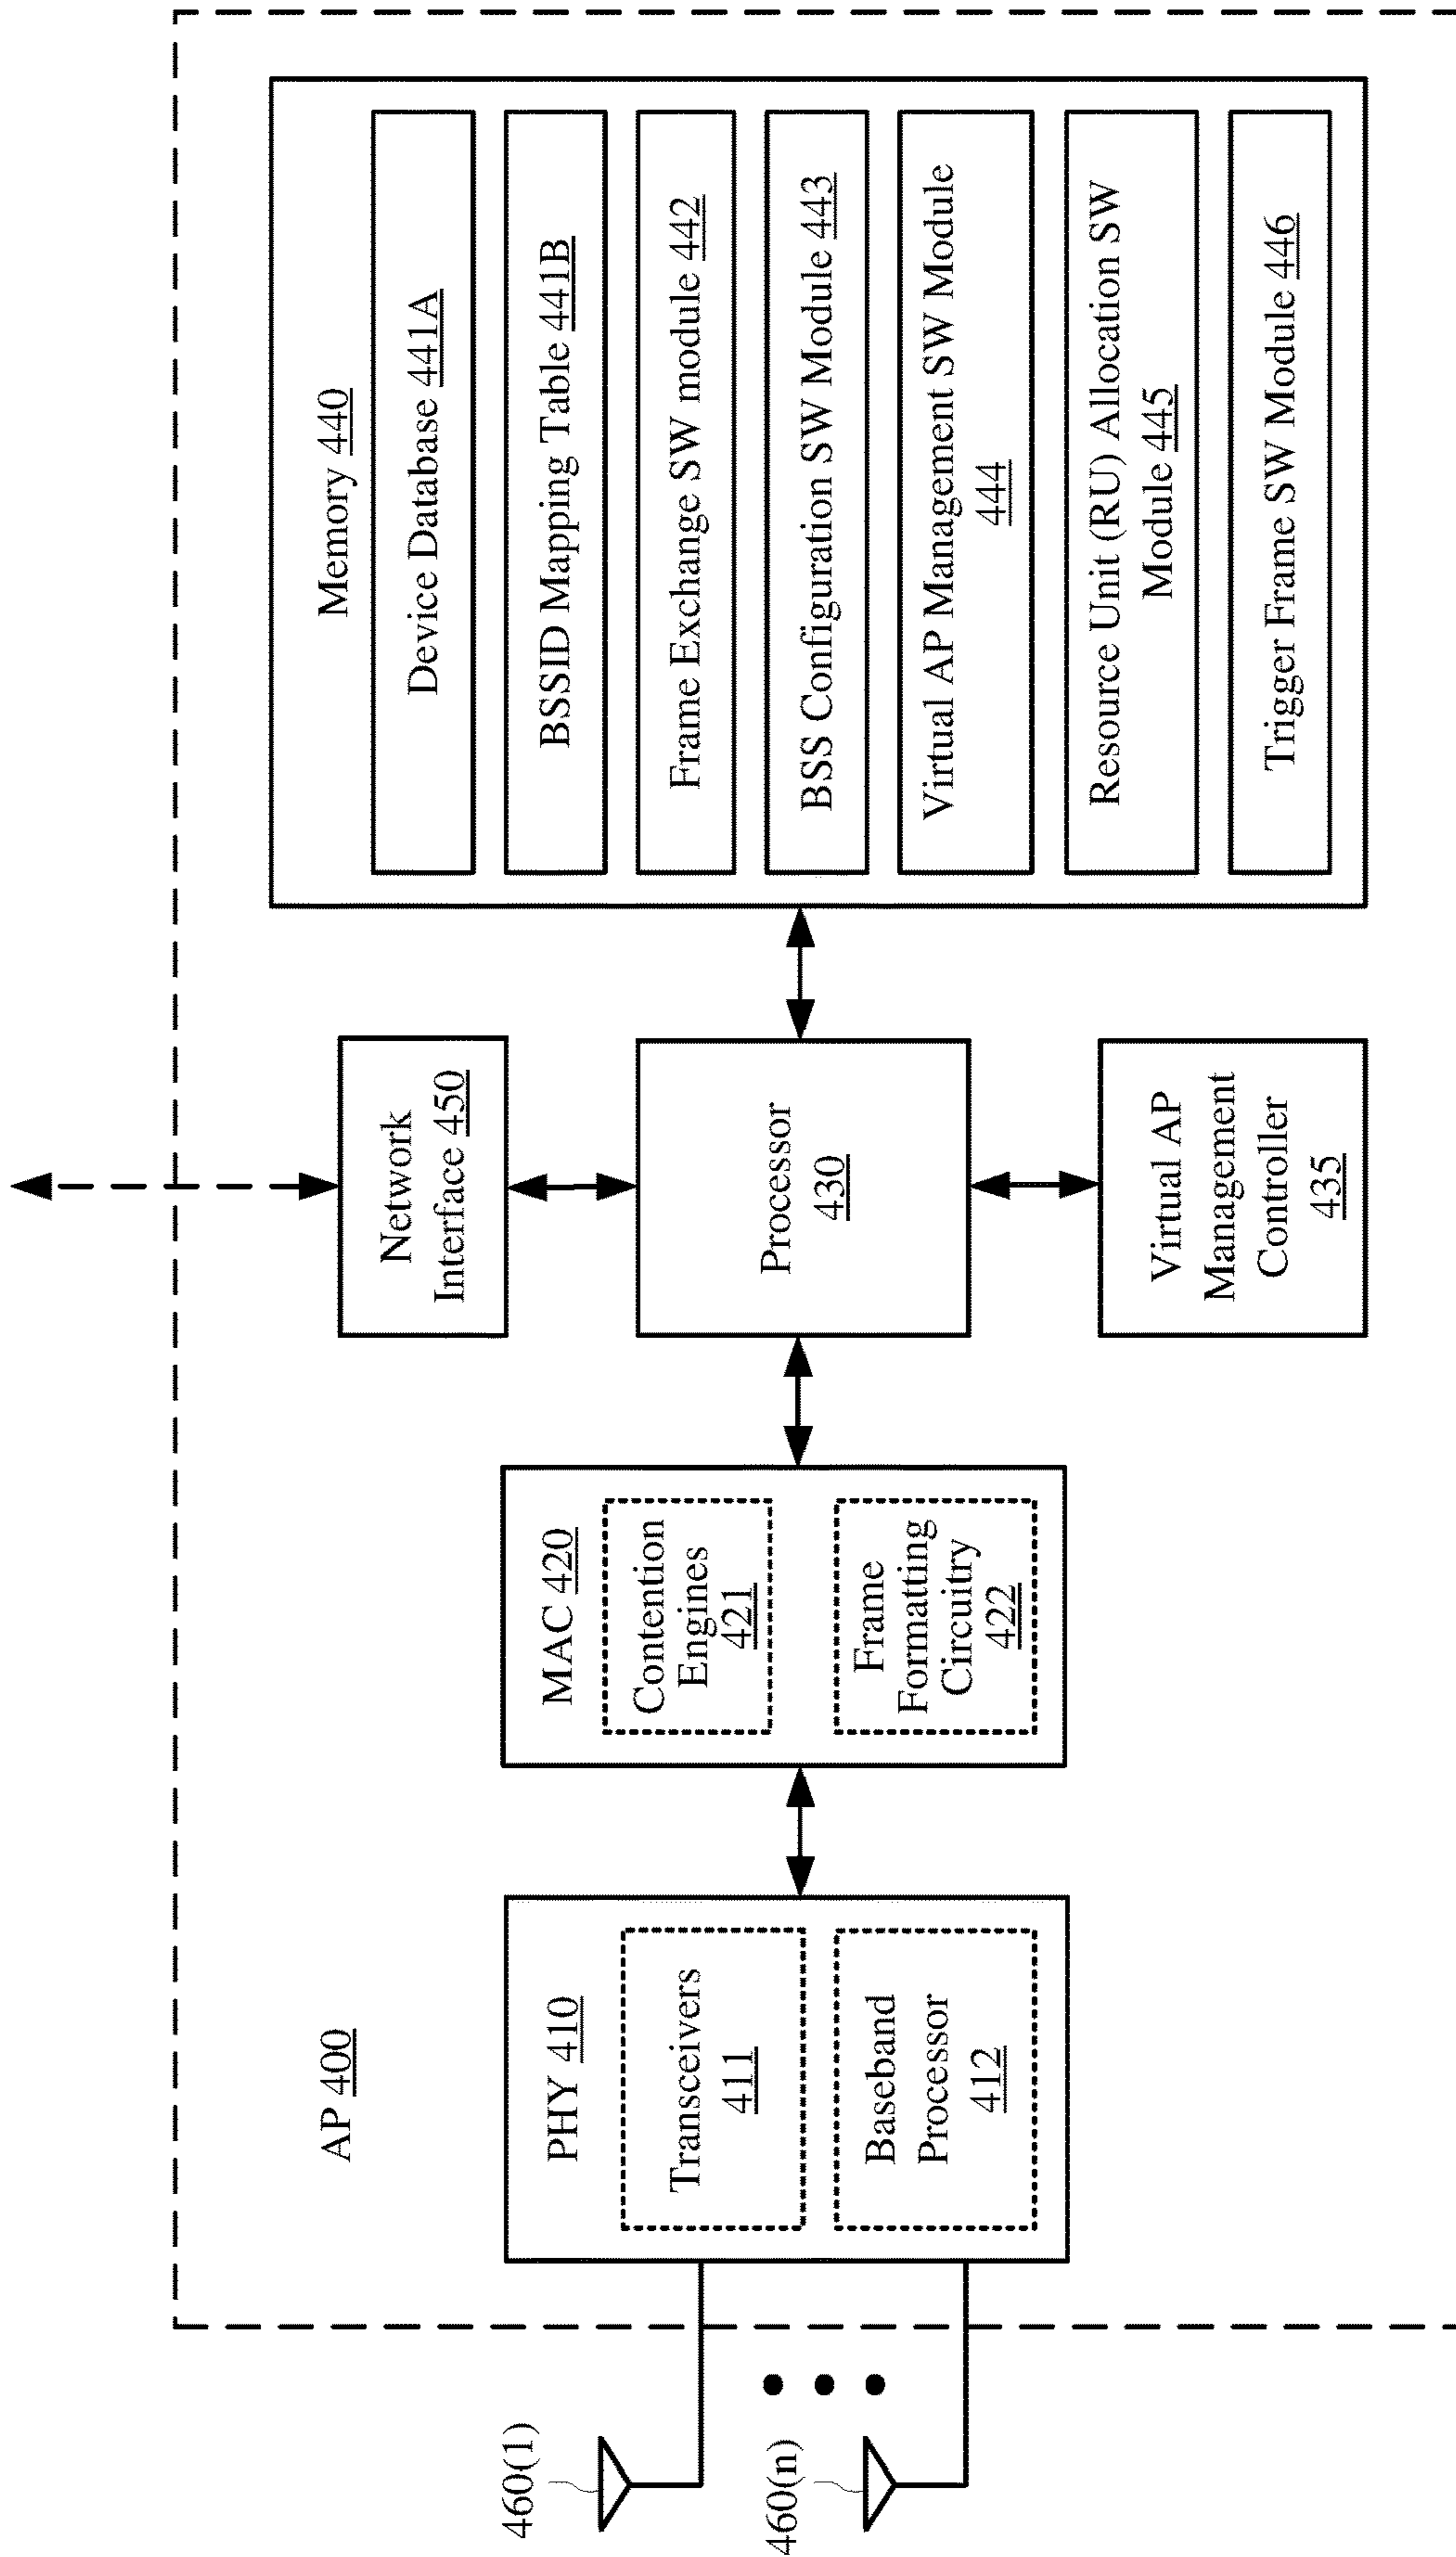 AP 400
460(1)
460(n)
PHY 410
Transceivers
411
Baseband
Processor
412
MAC 420
Contention
Engines
421
Frame
Formatting
Circuitry
422
Network
Interface 450
Processor
430
Virtual AP
Management
Controller
435
Memory 440
Device Database 441A
BSSID Mapping Table 441B
Frame Exchange SW module 442
BSS Configuration SW Module 443
Virtual AP Management SW Module
444
Resource Unit (RU) Allocation SW
Module 445
Trigger Frame SW Module 446